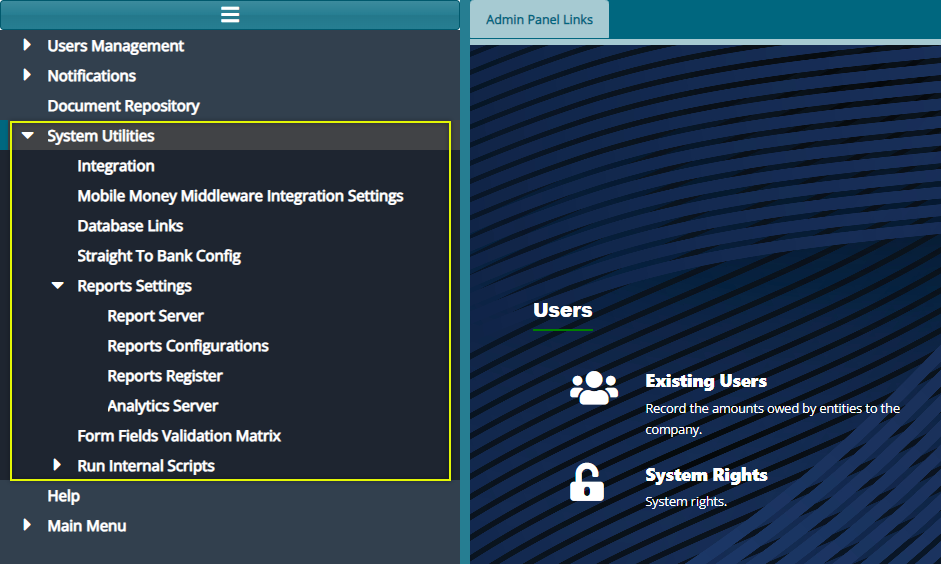 Users Management
Notifications
Document Repository
System Utilities
Integration
Mobile Money Middleware Integration Settings
Database Links
Straight To Bank Config
Reports Settings
Report Server
Reports Configurations
Reports Register
Analytics Server
Form Fields Validation Matrix
Run Internal Scripts
Help
Main Menu
Admin Panel Links
Users
Existing Users
Record the amounts owed by entities to the
company.
System Rights
System rights.